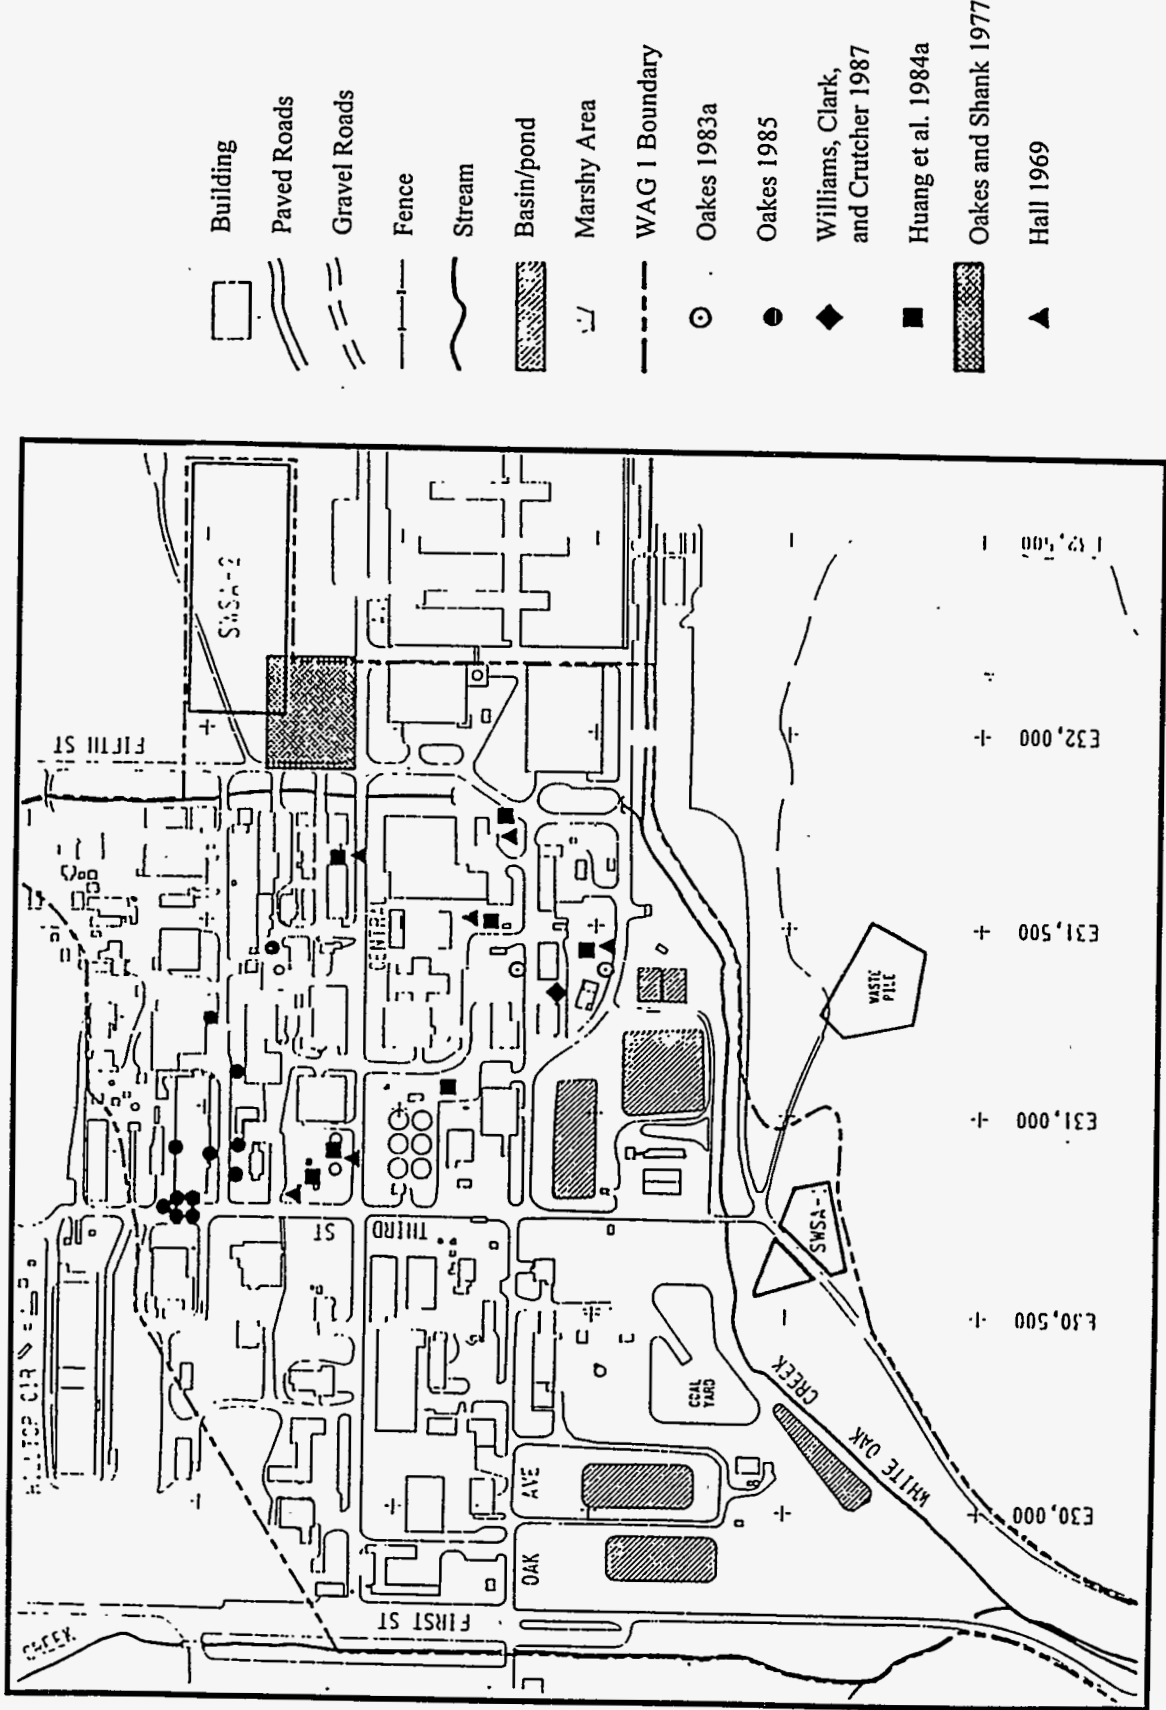 Building
Paved Roads
Gravel Roads
Fence
Stream
Basin/pond
Marshy Area
WAG 1 Boundary
Oakes 1983a
Oakes 1985
Williams, Clark,
and Crutcher 1987
Huang et al. 1984a
Oakes and Shank 1977
Hall 1969
SWSA-2
FIFTH ST
THIRD
ST
FIRST ST
OAK
AVE
COAL
YARD
WHITE OAK
CREEK
CREEK
SWSA-1
WASTE
PILE
E30,000
E30,500
E31,000
E31,500
E32,000